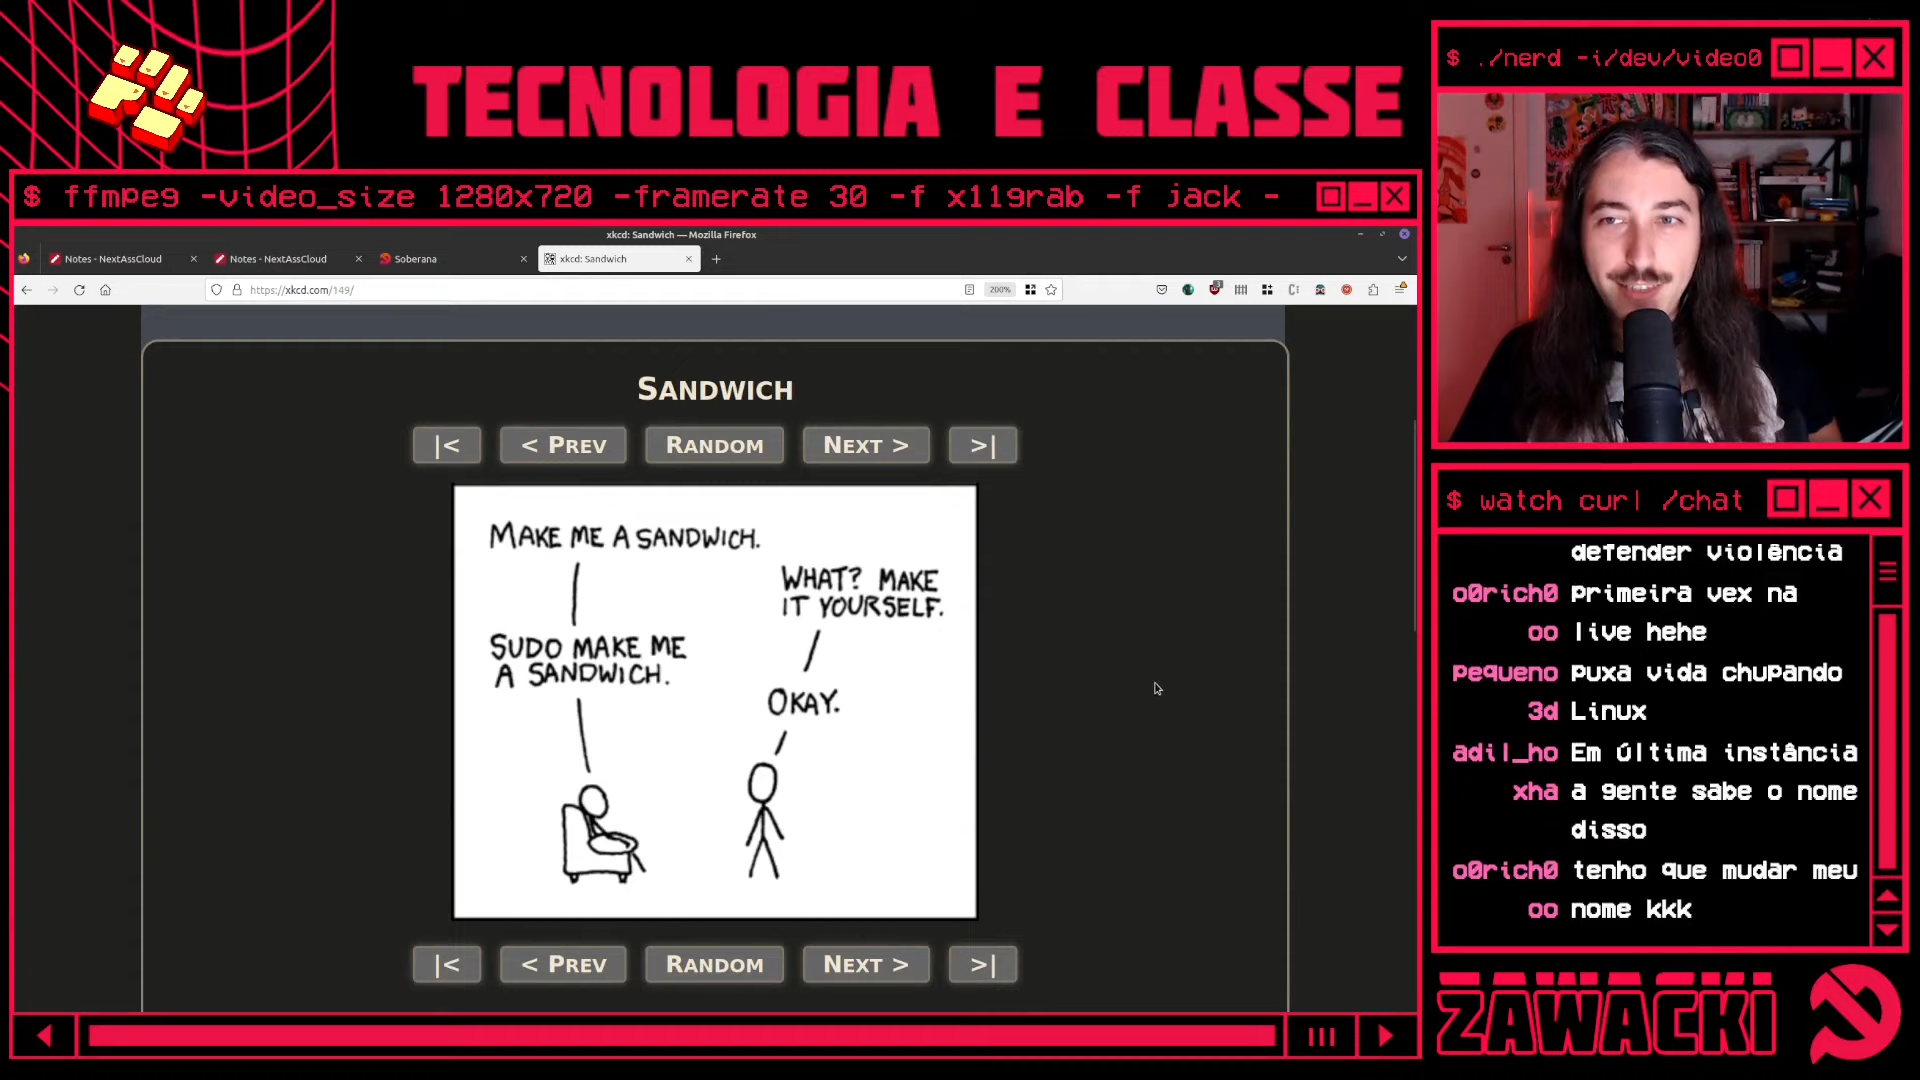 TECNOLOGIA E CLASSE
$ ffmpeg -video_size 1280x720 -framerate 30 -f x11grab -f jack -
xkcd: Sandwich — Mozilla Firefox
Notes - NextAssCloud
Notes - NextAssCloud
Soberana
xkcd: Sandwich
https://xkcd.com/149/
200%
SANDWICH
|<
< PREV
RANDOM
NEXT >
>|
MAKE ME A SANDWICH.
WHAT? MAKE
IT YOURSELF.
SUDO MAKE ME
A SANDWICH.
OKAY.
|<
< PREV
RANDOM
NEXT >
>|
$ ./nerd -i/dev/video0
$ watch curl /chat
defender violência
o0rich0 Primeira vex na
oo live hehe
pequeno puxa vida chupando
3d Linux
adil_ho Em última instância
xha a gente sabe o nome
disso
o0rich0 tenho que mudar meu
oo nome kkk
ZAWACKI